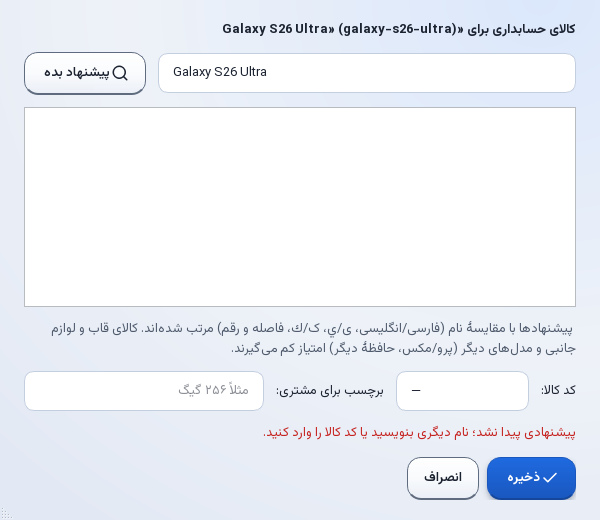 کالای حسابداری برای «Galaxy S26 Ultra» (galaxy-s26-ultra)
Galaxy S26 Ultra
پیشنهاد بده
پیشنهادها با مقایسهٔ نام (فارسی/انگلیسی، ی/ي، ک/ك، فاصله و رقم) مرتب شده‌اند. کالای قاب و لوازم
جانبی و مدل‌های دیگر (پرو/مکس، حافظهٔ دیگر) امتیاز کم می‌گیرند.
کد کالا:
—
برچسب برای مشتری:
مثلاً ۲۵۶ گیگ
پیشنهادی پیدا نشد؛ نام دیگری بنویسید یا کد کالا را وارد کنید.
ذخیره
انصراف